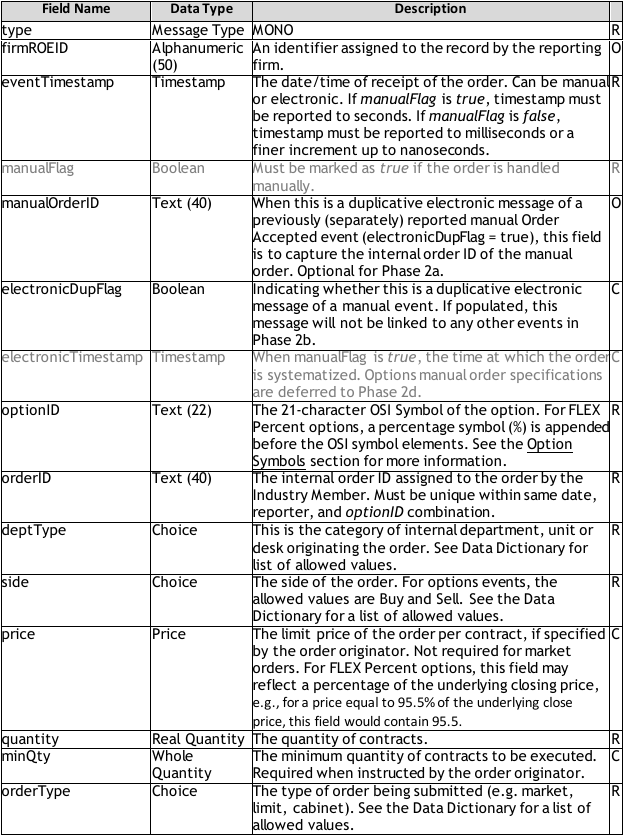 Field Name Data Type Description
type Message Type MONO R
firmROEID Alphanumeric An identifier assigned to the record by the reporting O
(50) firm.
eventTimestamp Timestamp The date/time of receipt of the order. Can be manual R
or electronic. If manualFlag is true, timestamp must
be reported to seconds. If manualFlag is false,
timestamp must be reported to milliseconds or a
finer increment up to nanoseconds.
manualFlag Boolean Must be marked as true if the order is handled R
manually.
manualOrderID Text (40) When this is a duplicative electronic message of a O
previously (separately) reported manual Order
Accepted event (electronicDupFlag = true), this field
is to capture the internal order ID of the manual
order. Optional for Phase 2a.
electronicDupFlag Boolean Indicating whether this is a duplicative electronic C
message of a manual event. If populated, this
message will not be linked to any other events in
Phase 2b.
electronicTimestamp Timestamp When manualFlag is true, the time at which the order C
is systematized. Options manual order specifications
are deferred to Phase 2d.
optionID Text (22) The 21-character OSI Symbol of the option. For FLEX R
Percent options, a percentage symbol (%) is appended
before the OSI symbol elements. See the Option
Symbols section for more information.
orderID Text (40) The internal order ID assigned to the order by the R
Industry Member. Must be unique within same date,
reporter, and optionID combination.
deptType Choice This is the category of internal department, unit or R
desk originating the order. See Data Dictionary for
list of allowed values.
side Choice The side of the order. For options events, the R
allowed values are Buy and Sell. See the Data
Dictionary for a list of allowed values.
price Price The limit price of the order per contract, if specified C
by the order originator. Not required for market
orders. For FLEX Percent options, this field may
reflect a percentage of the underlying closing price,
e.g., for a price equal to 95.5% of the underlying close
price, this field would contain 95.5.
quantity Real Quantity The quantity of contracts. R
minQty Whole The minimum quantity of contracts to be executed. C
Quantity Required when instructed by the order originator.
orderType Choice The type of order being submitted (e.g. market, R
limit, cabinet). See the Data Dictionary for a list of
allowed values.